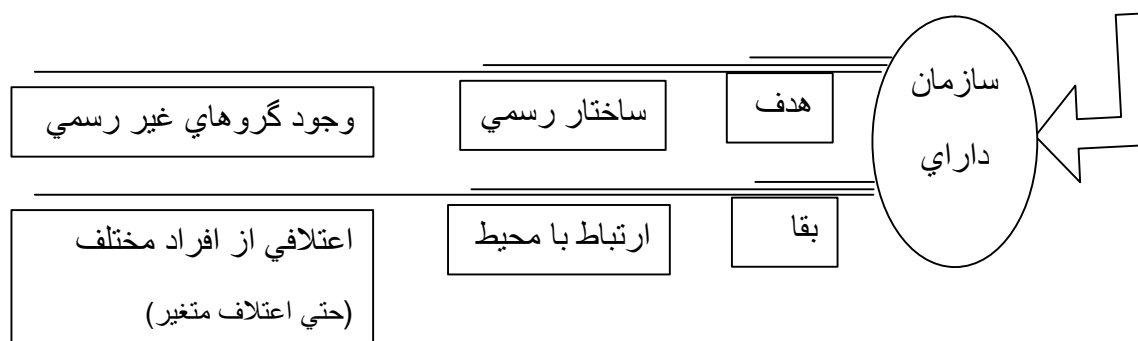 سازمان
داراي
هدف
ساختار رسمي
وجود گروهاي غير رسمي
بقا
ارتباط با محيط
اعتلافي از افراد مختلف
(حتي اعتلاف متغير)